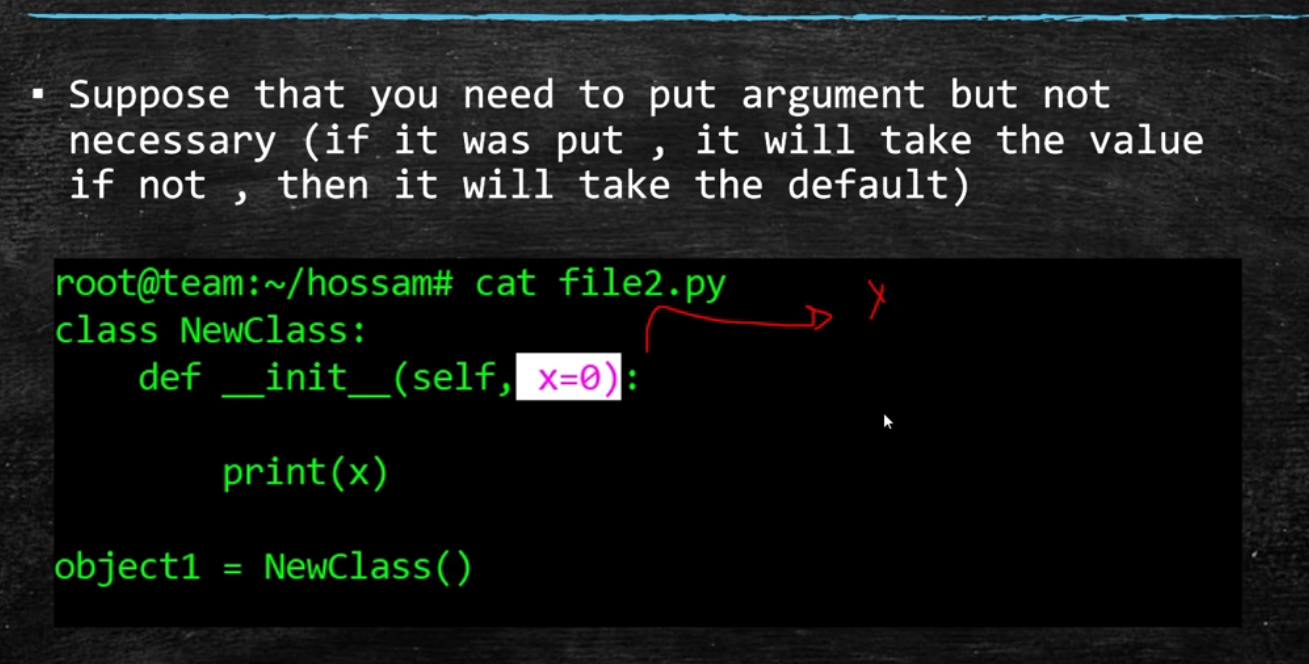 ▪ Suppose that you need to put argument but not
necessary (if it was put , it will take the value
if not , then it will take the default)
root@team:~/hossam# cat file2.py
class NewClass:
    def __init__(self, x=0):
        print(x)
object1 = NewClass()